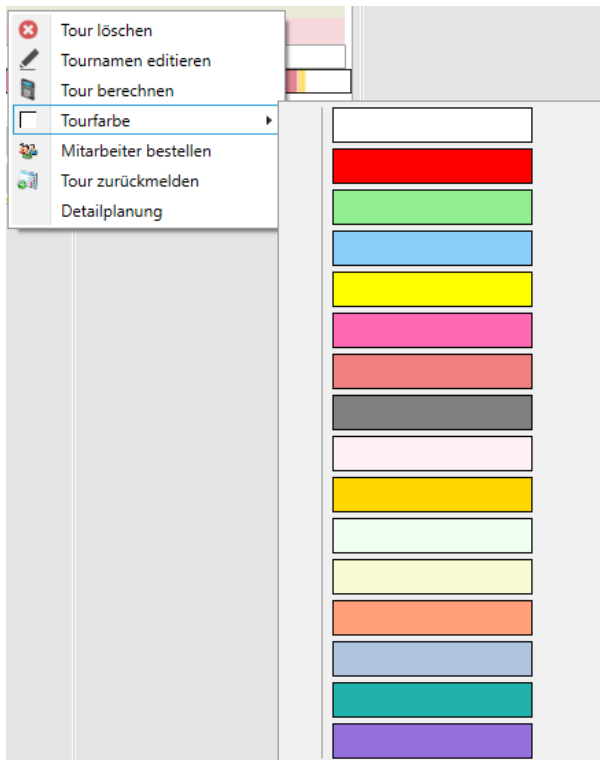 Tour löschen
Tournamen editieren
Tour berechnen
Tourfarbe
Mitarbeiter bestellen
Tour zurückmelden
Detailplanung